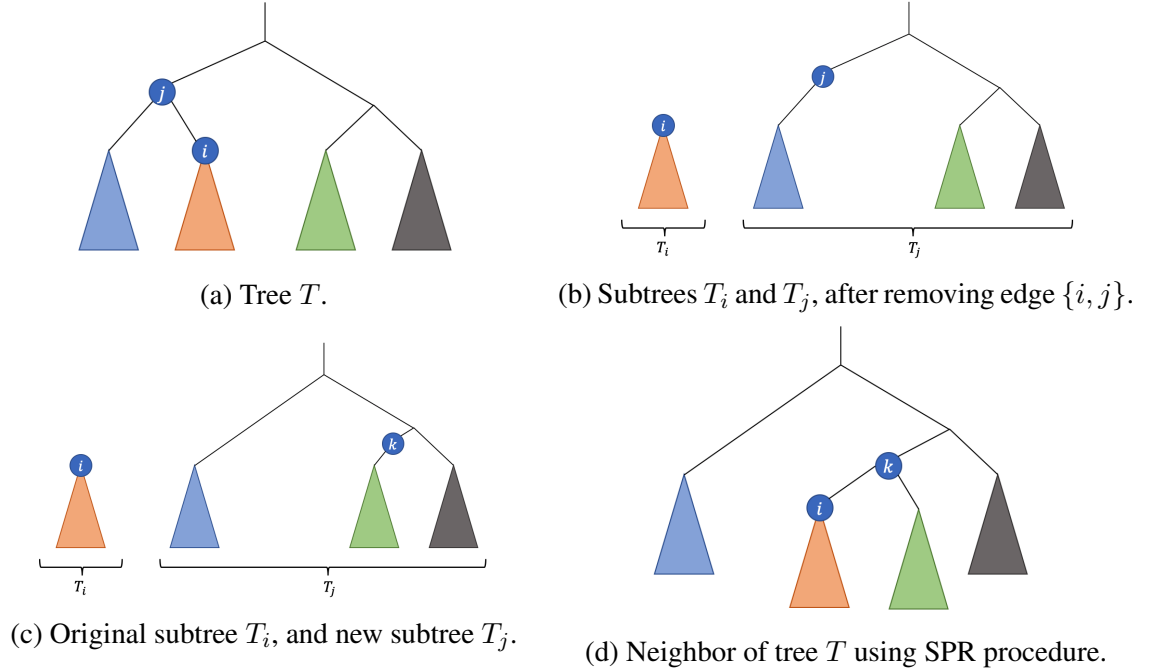 j
i
(a) Tree T.
j
i
T_i
T_j
(b) Subtrees T_i and T_j, after removing edge {i, j}.
k
i
T_i
T_j
(c) Original subtree T_i, and new subtree T_j.
k
i
(d) Neighbor of tree T using SPR procedure.